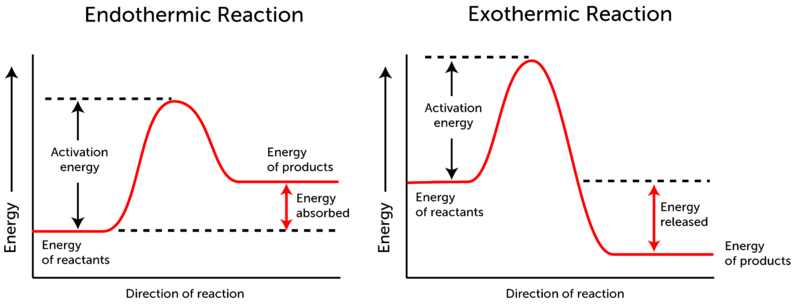 Endothermic Reaction
Energy
Activation
energy
Energy
of reactants
Energy
of products
Energy
absorbed
Direction of reaction
Exothermic Reaction
Energy
Activation
energy
Energy
of reactants
Energy
released
Energy
of products
Direction of reaction